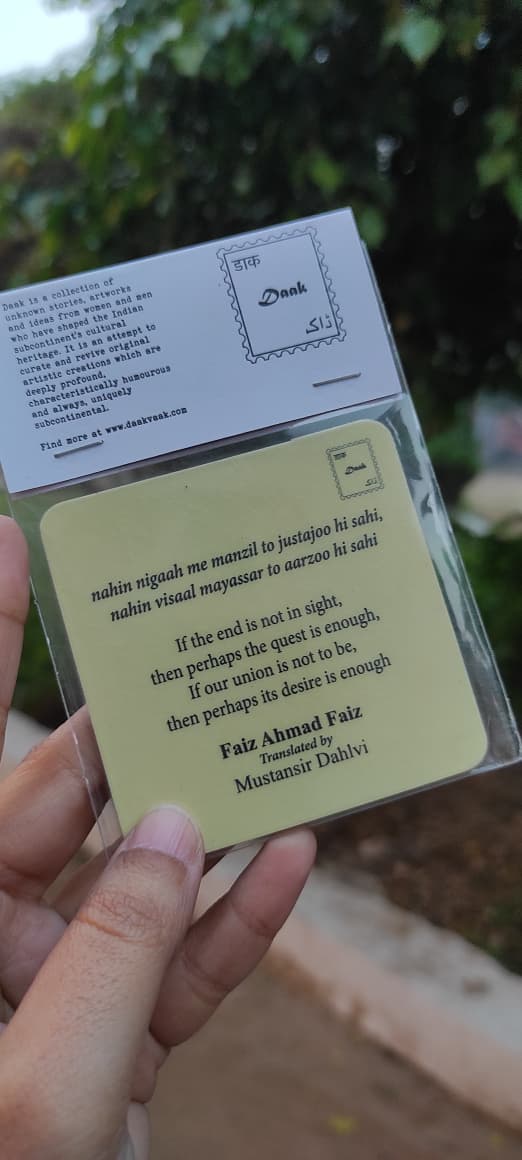 Daak is a collection of
unknown stories, artworks
and ideas from women and men
who have shaped the Indian
subcontinent's cultural
heritage. It is an attempt to
curate and revive original
artistic creations which are
deeply profound,
characteristically humourous
and always, uniquely
subcontinental.
Find more at www.daakvaak.com
डाक
Daak
ڈاک
डाक
Daak
ڈاک
nahin nigaah me manzil to justajoo hi sahi,
nahin visaal mayassar to aarzoo hi sahi
If the end is not in sight,
then perhaps the quest is enough,
If our union is not to be,
then perhaps its desire is enough
Faiz Ahmad Faiz
Translated by
Mustansir Dahlvi